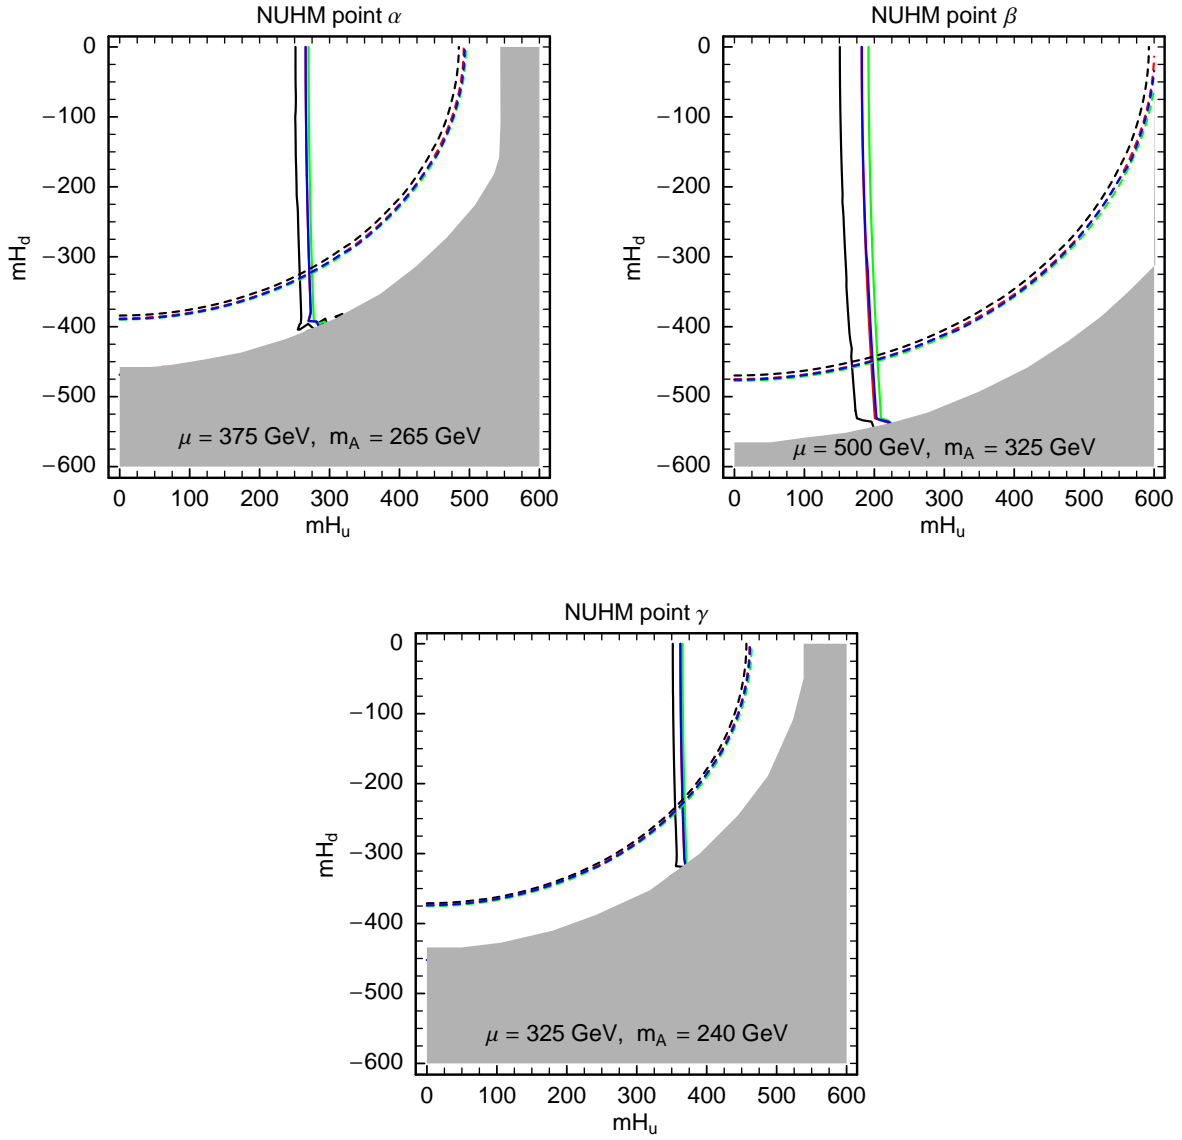 NUHM point α
0
−100
−200
−300
−400
−500
−600
mH_d
μ = 375 GeV, m_A = 265 GeV
0 100 200 300 400 500 600
mH_u
NUHM point β
0
−100
−200
−300
−400
−500
−600
mH_d
μ = 500 GeV, m_A = 325 GeV
0 100 200 300 400 500 600
mH_u
NUHM point γ
0
−100
−200
−300
−400
−500
−600
mH_d
μ = 325 GeV, m_A = 240 GeV
0 100 200 300 400 500 600
mH_u